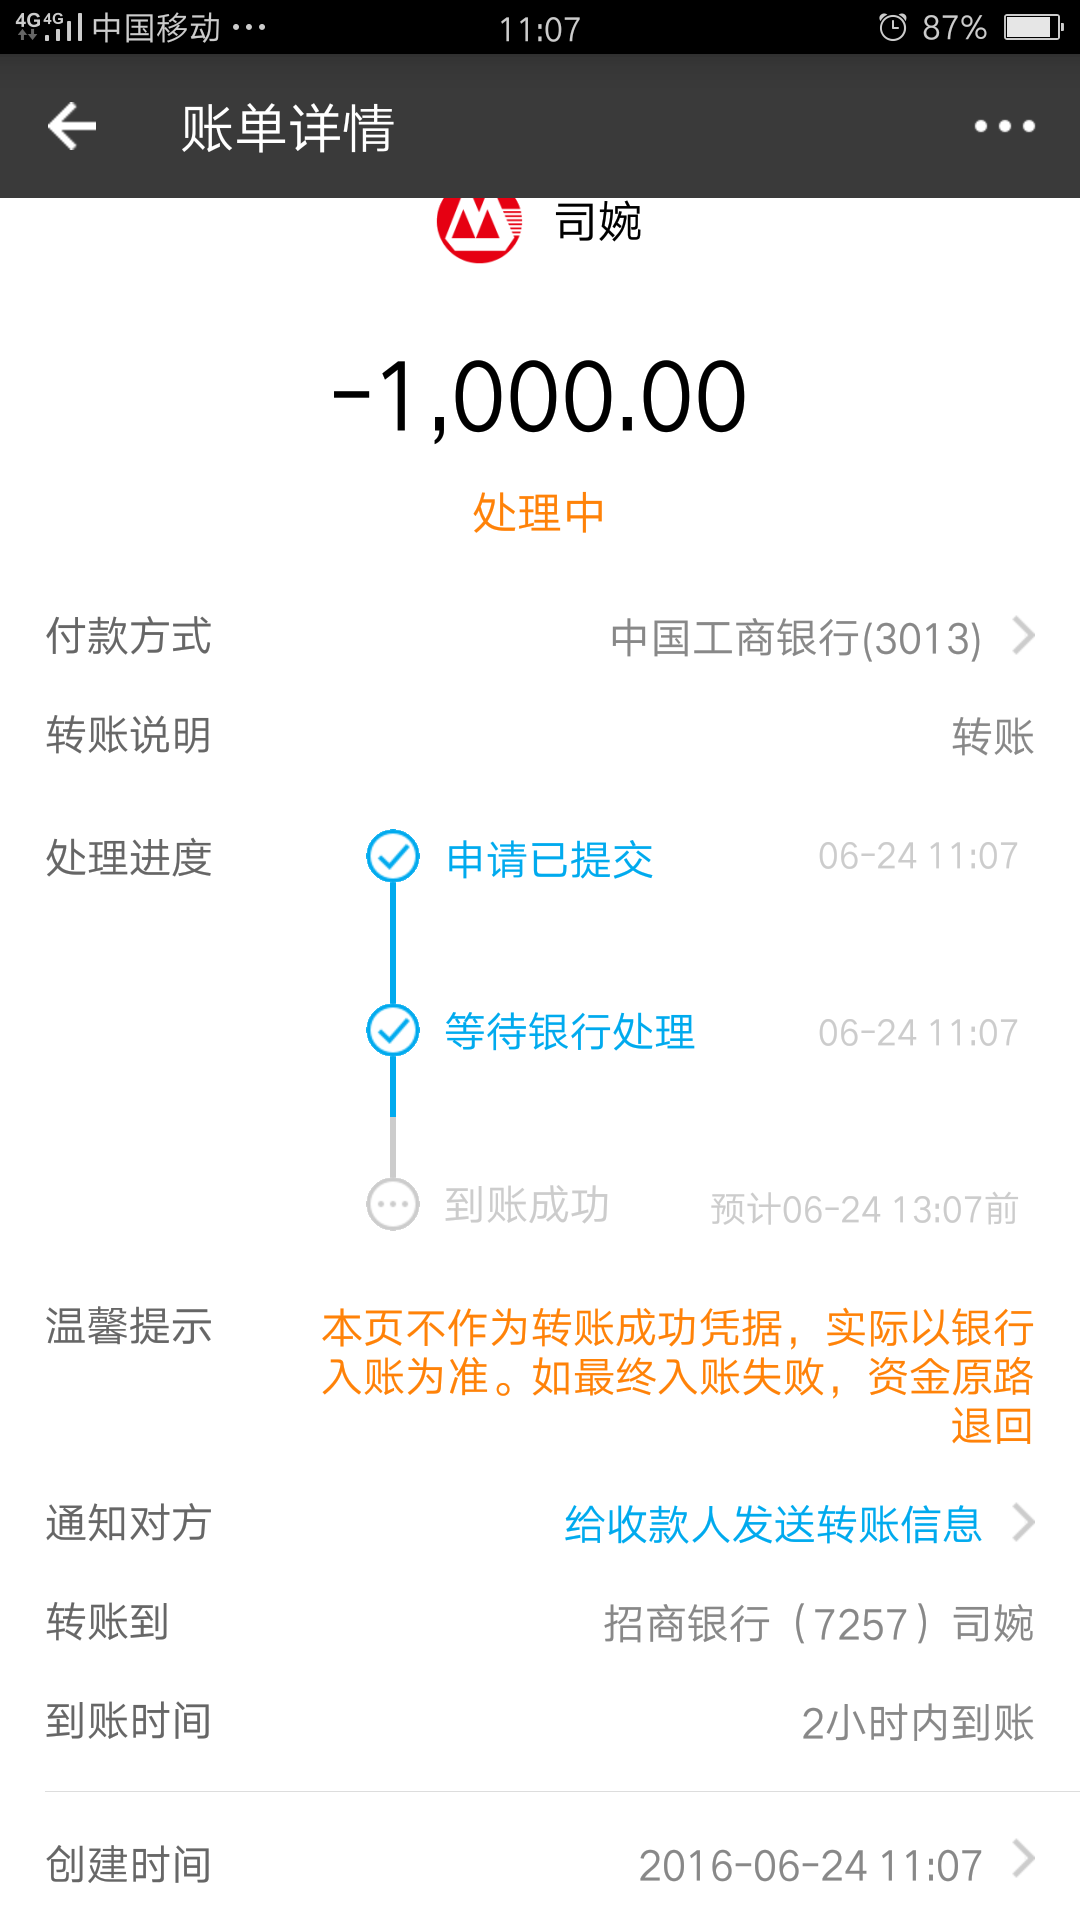 4G 4G 中国移动 ··· 11:07 87%
账单详情
司婉
-1,000.00
处理中
付款方式 中国工商银行(3013)
转账说明 转账
处理进度 申请已提交 06-24 11:07
等待银行处理 06-24 11:07
到账成功 预计06-24 13:07前
温馨提示 本页不作为转账成功凭据，实际以银行
入账为准。如最终入账失败，资金原路
退回
通知对方 给收款人发送转账信息
转账到 招商银行（7257）司婉
到账时间 2小时内到账
创建时间 2016-06-24 11:07